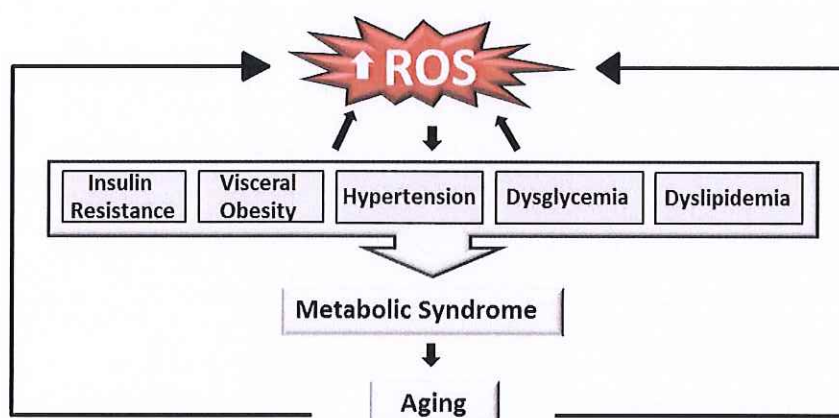 ROS
Insulin
Resistance
Visceral
Obesity
Hypertension
Dysglycemia
Dyslipidemia
Metabolic Syndrome
Aging